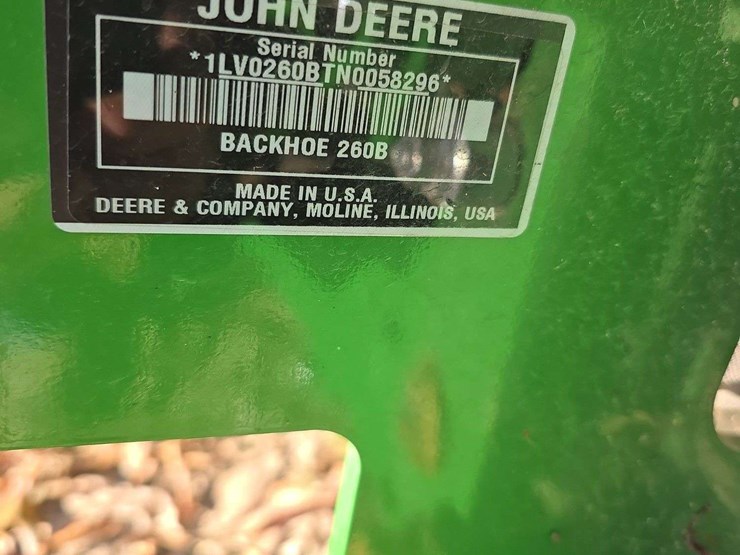 JOHN DEERE
Serial Number
*1LV0260BTN0058296*
BACKHOE 260B
MADE IN U.S.A.
DEERE & COMPANY, MOLINE, ILLINOIS, USA